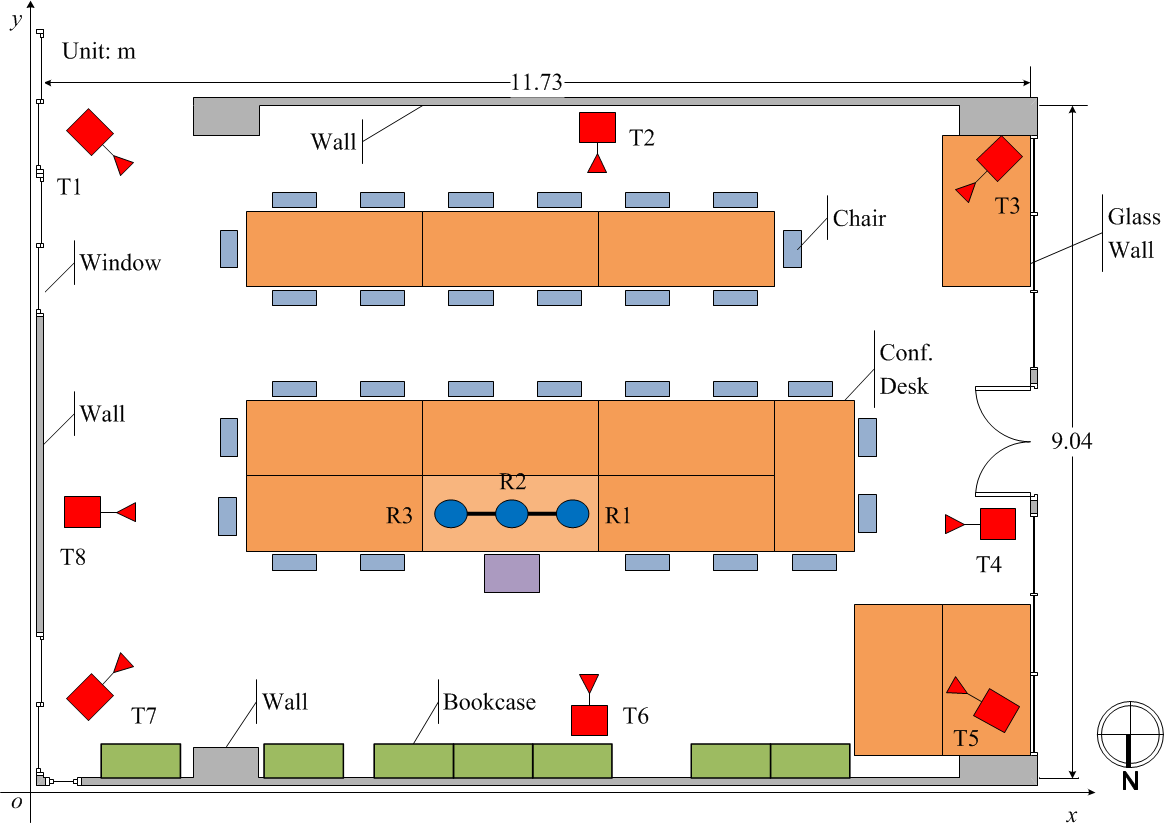 y
Unit: m
11.73
Wall
T2
T1
T3
Chair
Glass
Wall
Window
Conf.
Desk
Wall
9.04
R2
R3
R1
T8
T4
T7
Wall
Bookcase
T6
T5
N
o
x